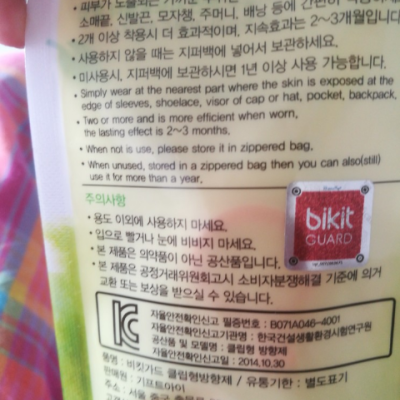 소매끝, 신발끈, 모자챙, 주머니, 배낭 등에 간편히
• 2개 이상 착용시 더 효과적이며, 지속효과는 2~3개월입니다
• 사용하지 않을 때는 지퍼백에 넣어서 보관하세요.
• 미사용시, 지퍼백에 보관하시면 1년 이상 사용 가능합니다.
• Simply wear at the nearest part where the skin is exposed at the
edge of sleeves, shoelace, visor of cap or hat, pocket, backpack.
• Two or more and is more efficient when worn,
the lasting effect is 2~3 months.
• When not is use, please store it in zippered bag.
• When unused, stored in a zippered bag then you can also(still)
use it for more than a year.
주의사항
• 용도 이외에 사용하지 마세요.
• 입으로 빨거나 눈에 비비지 마세요.
• 본 제품은 의약품이 아닌 공산품입니다.
• 본 제품은 공정거래위원회고시 소비자분쟁해결 기준에 의거
교환 또는 보상을 받으실 수 있습니다.
bikit
GUARD
자율안전확인신고 필증번호 : B071A046-4001
자율안전확인신고기관명 : 한국건설생활환경시험연구원
공산품 및 모델명 : 클립형 방향제
자율안전확인신고일 : 2014.10.30
품명 : 비킷가드 클립형방향제 / 유통기한 : 별도표기
판매원 : 기프트아이
주소 : 서울